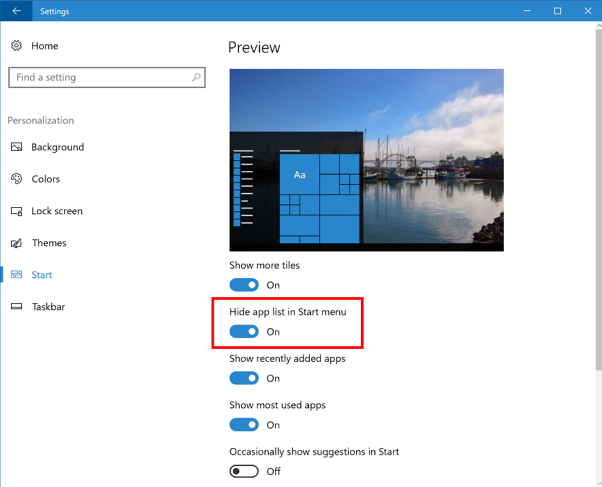 Settings
Home
Find a setting
Personalization
Background
Colors
Lock screen
Themes
Start
Taskbar
Preview
Aa
Show more tiles
On
Hide app list in Start menu
On
Show recently added apps
On
Show most used apps
On
Occasionally show suggestions in Start
Off